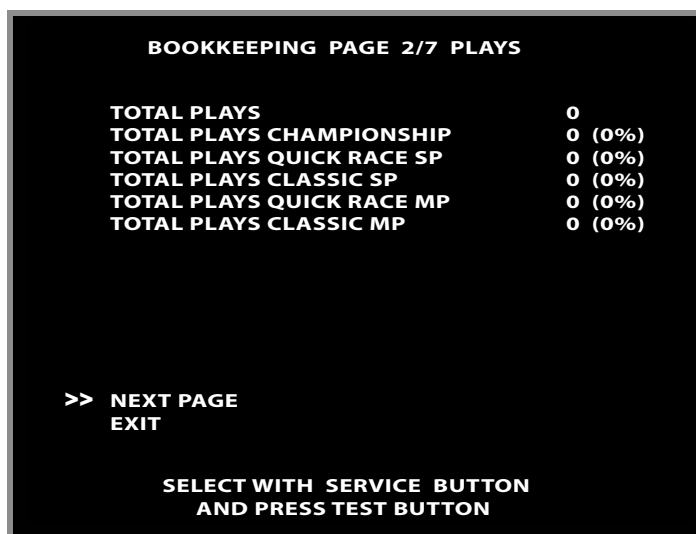 BOOKKEEPING PAGE 2/7 PLAYS
TOTAL PLAYS 0
TOTAL PLAYS CHAMPIONSHIP 0 (0%)
TOTAL PLAYS QUICK RACE SP 0 (0%)
TOTAL PLAYS CLASSIC SP 0 (0%)
TOTAL PLAYS QUICK RACE MP 0 (0%)
TOTAL PLAYS CLASSIC MP 0 (0%)
>> NEXT PAGE
EXIT
SELECT WITH SERVICE BUTTON
AND PRESS TEST BUTTON